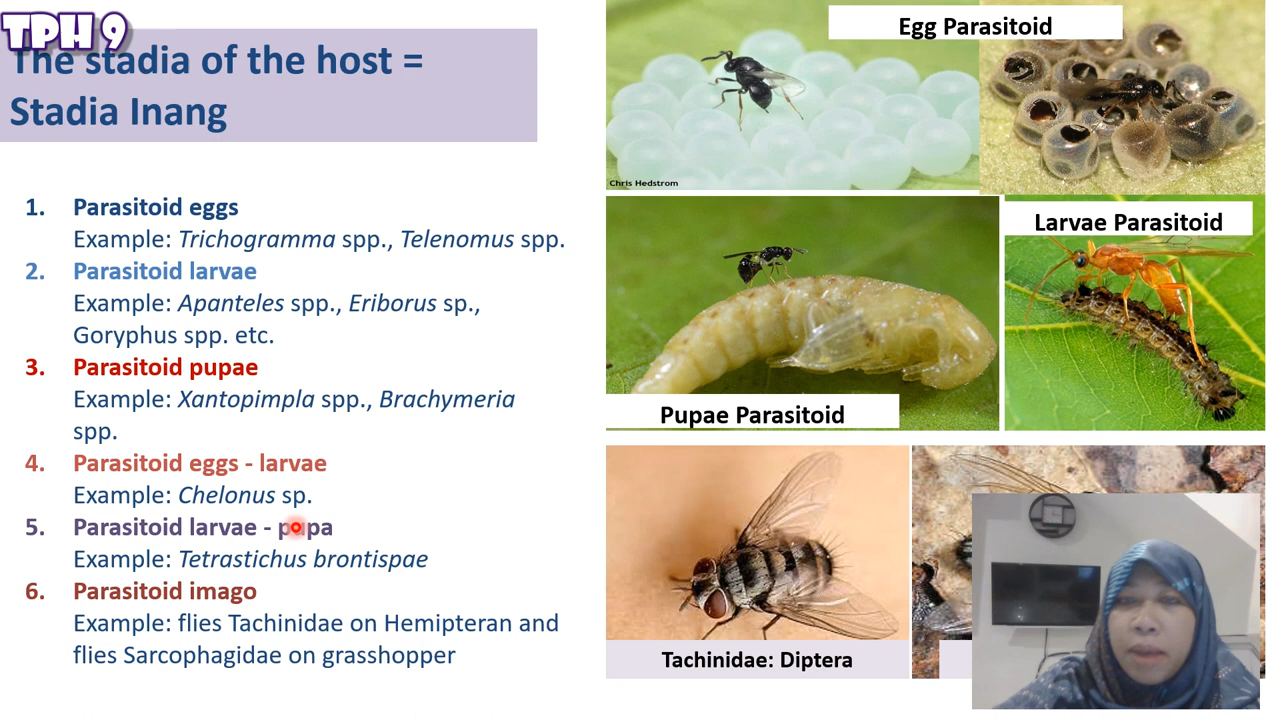 TPH 9
The stadia of the host =
Stadia Inang
1. Parasitoid eggs
Example: Trichogramma spp., Telenomus spp.
2. Parasitoid larvae
Example: Apanteles spp., Eriborus sp.,
Goryphus spp. etc.
3. Parasitoid pupae
Example: Xantopimpla spp., Brachymeria
spp.
4. Parasitoid eggs - larvae
Example: Chelonus sp.
5. Parasitoid larvae - pupa
Example: Tetrastichus brontispae
6. Parasitoid imago
Example: flies Tachinidae on Hemipteran and
flies Sarcophagidae on grasshopper
Egg Parasitoid
Chris Hedstrom
Larvae Parasitoid
Pupae Parasitoid
Tachinidae: Diptera